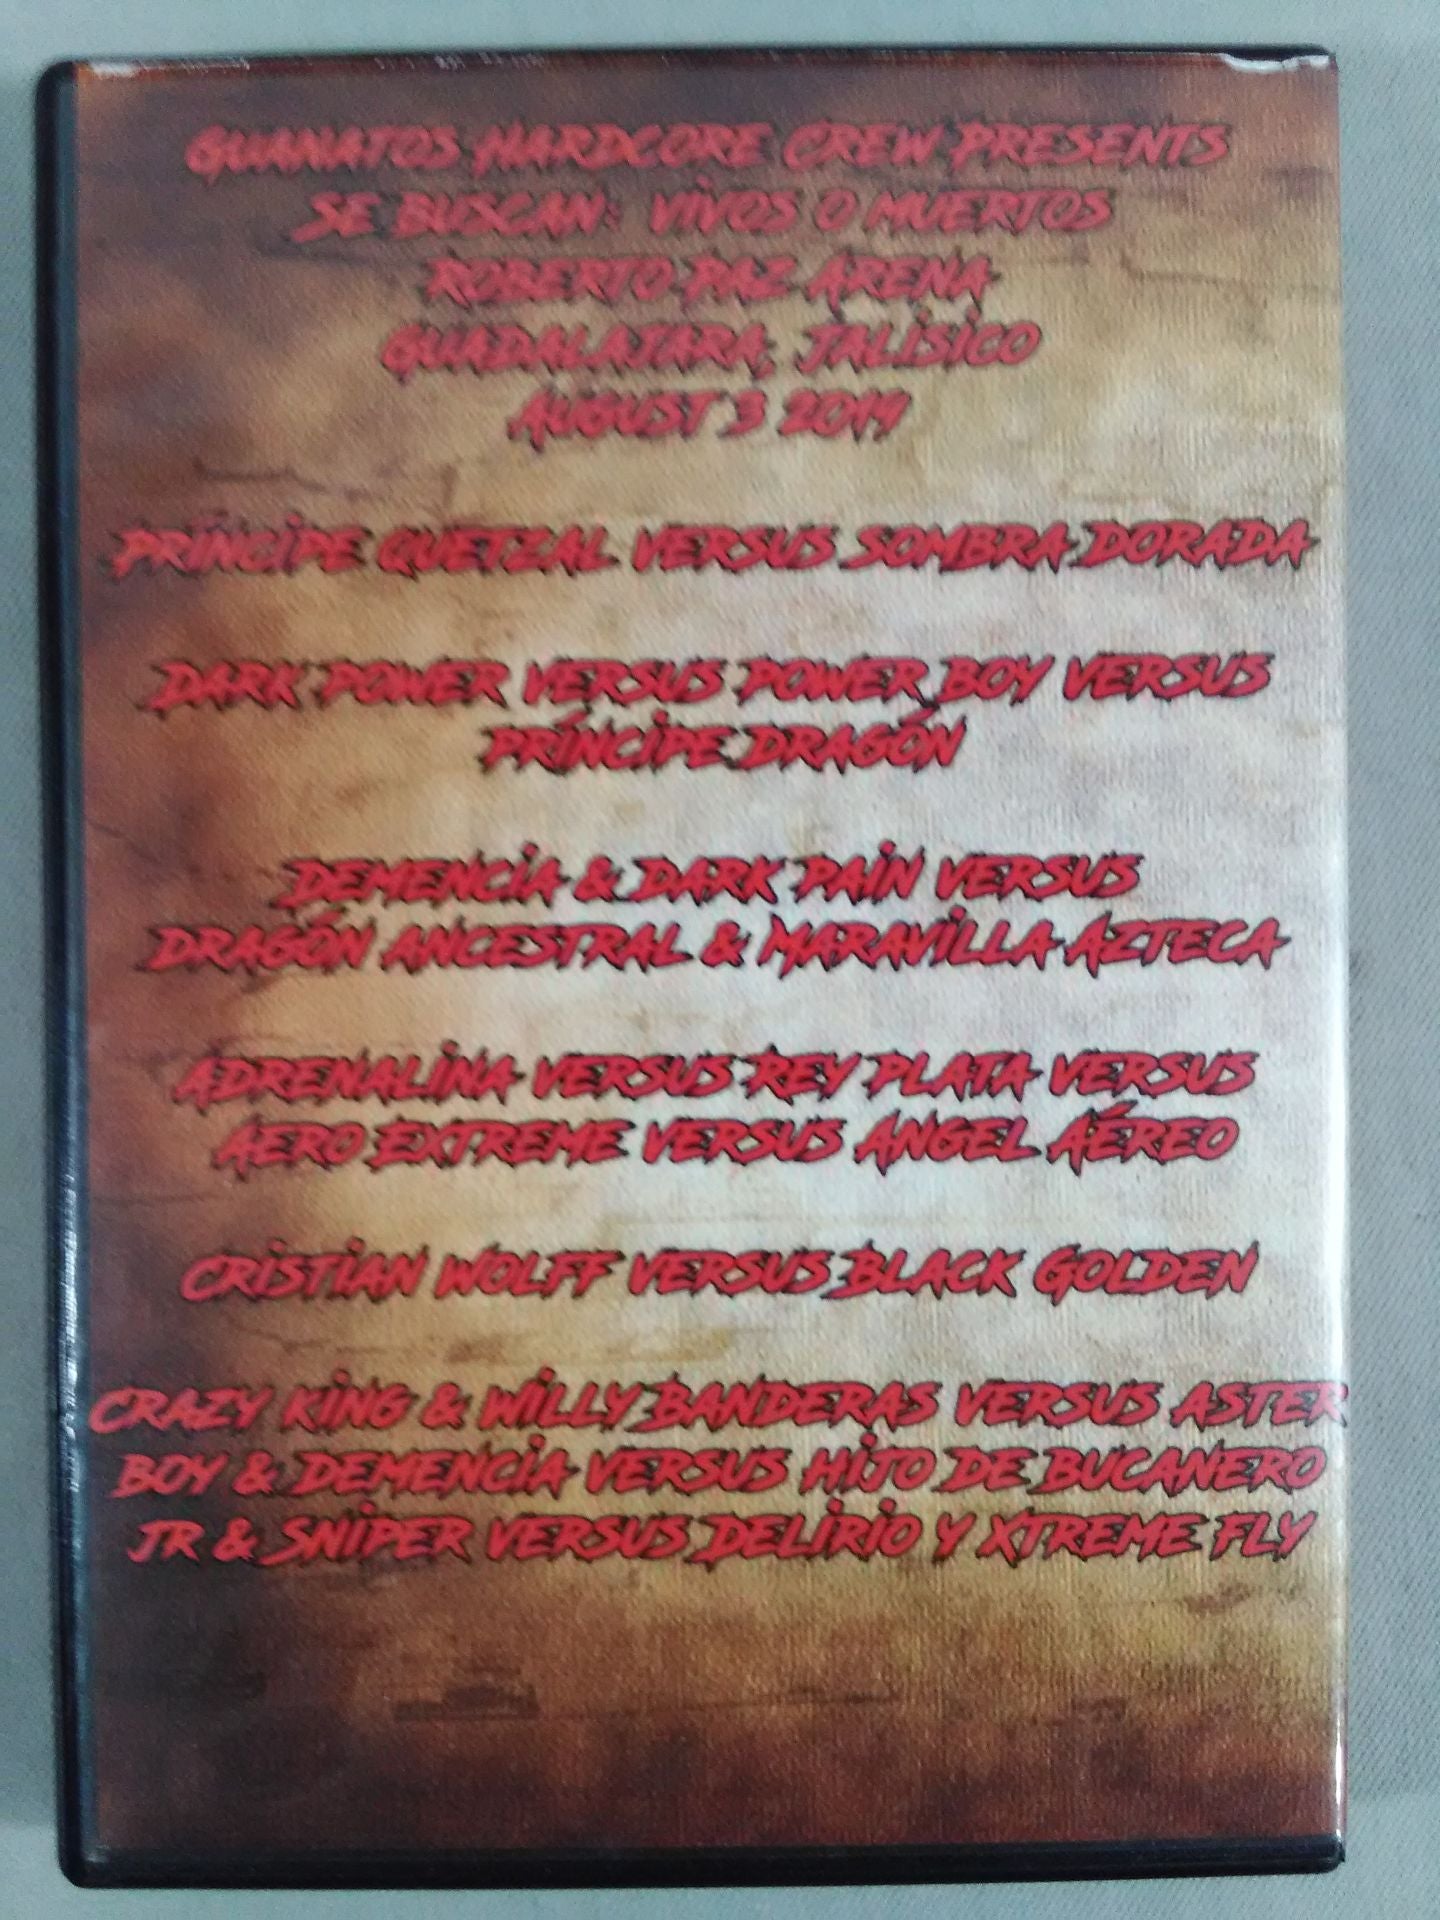 Guanatos Hardcore Crew Presents
Se Buscan: Vivos o Muertos
Roberto Paz Arena
Guadalajara, Jalisico
August 3 2019
Príncipe Quetzal versus Sombra Dorada
Dark Power versus Power Boy versus
Príncipe Dragón
Demencia & Dark Pain versus
Dragón Ancestral & Maravilla Azteca
Adrenalina versus Rey Plata versus
Aero Extreme versus Angel Aéreo
Cristian Wolff versus Black Golden
Crazy King & Willy Banderas versus Aster
Boy & Demencia versus Hijo de Bucanero
Jr & Sniper versus Delirio y Xtreme Fly